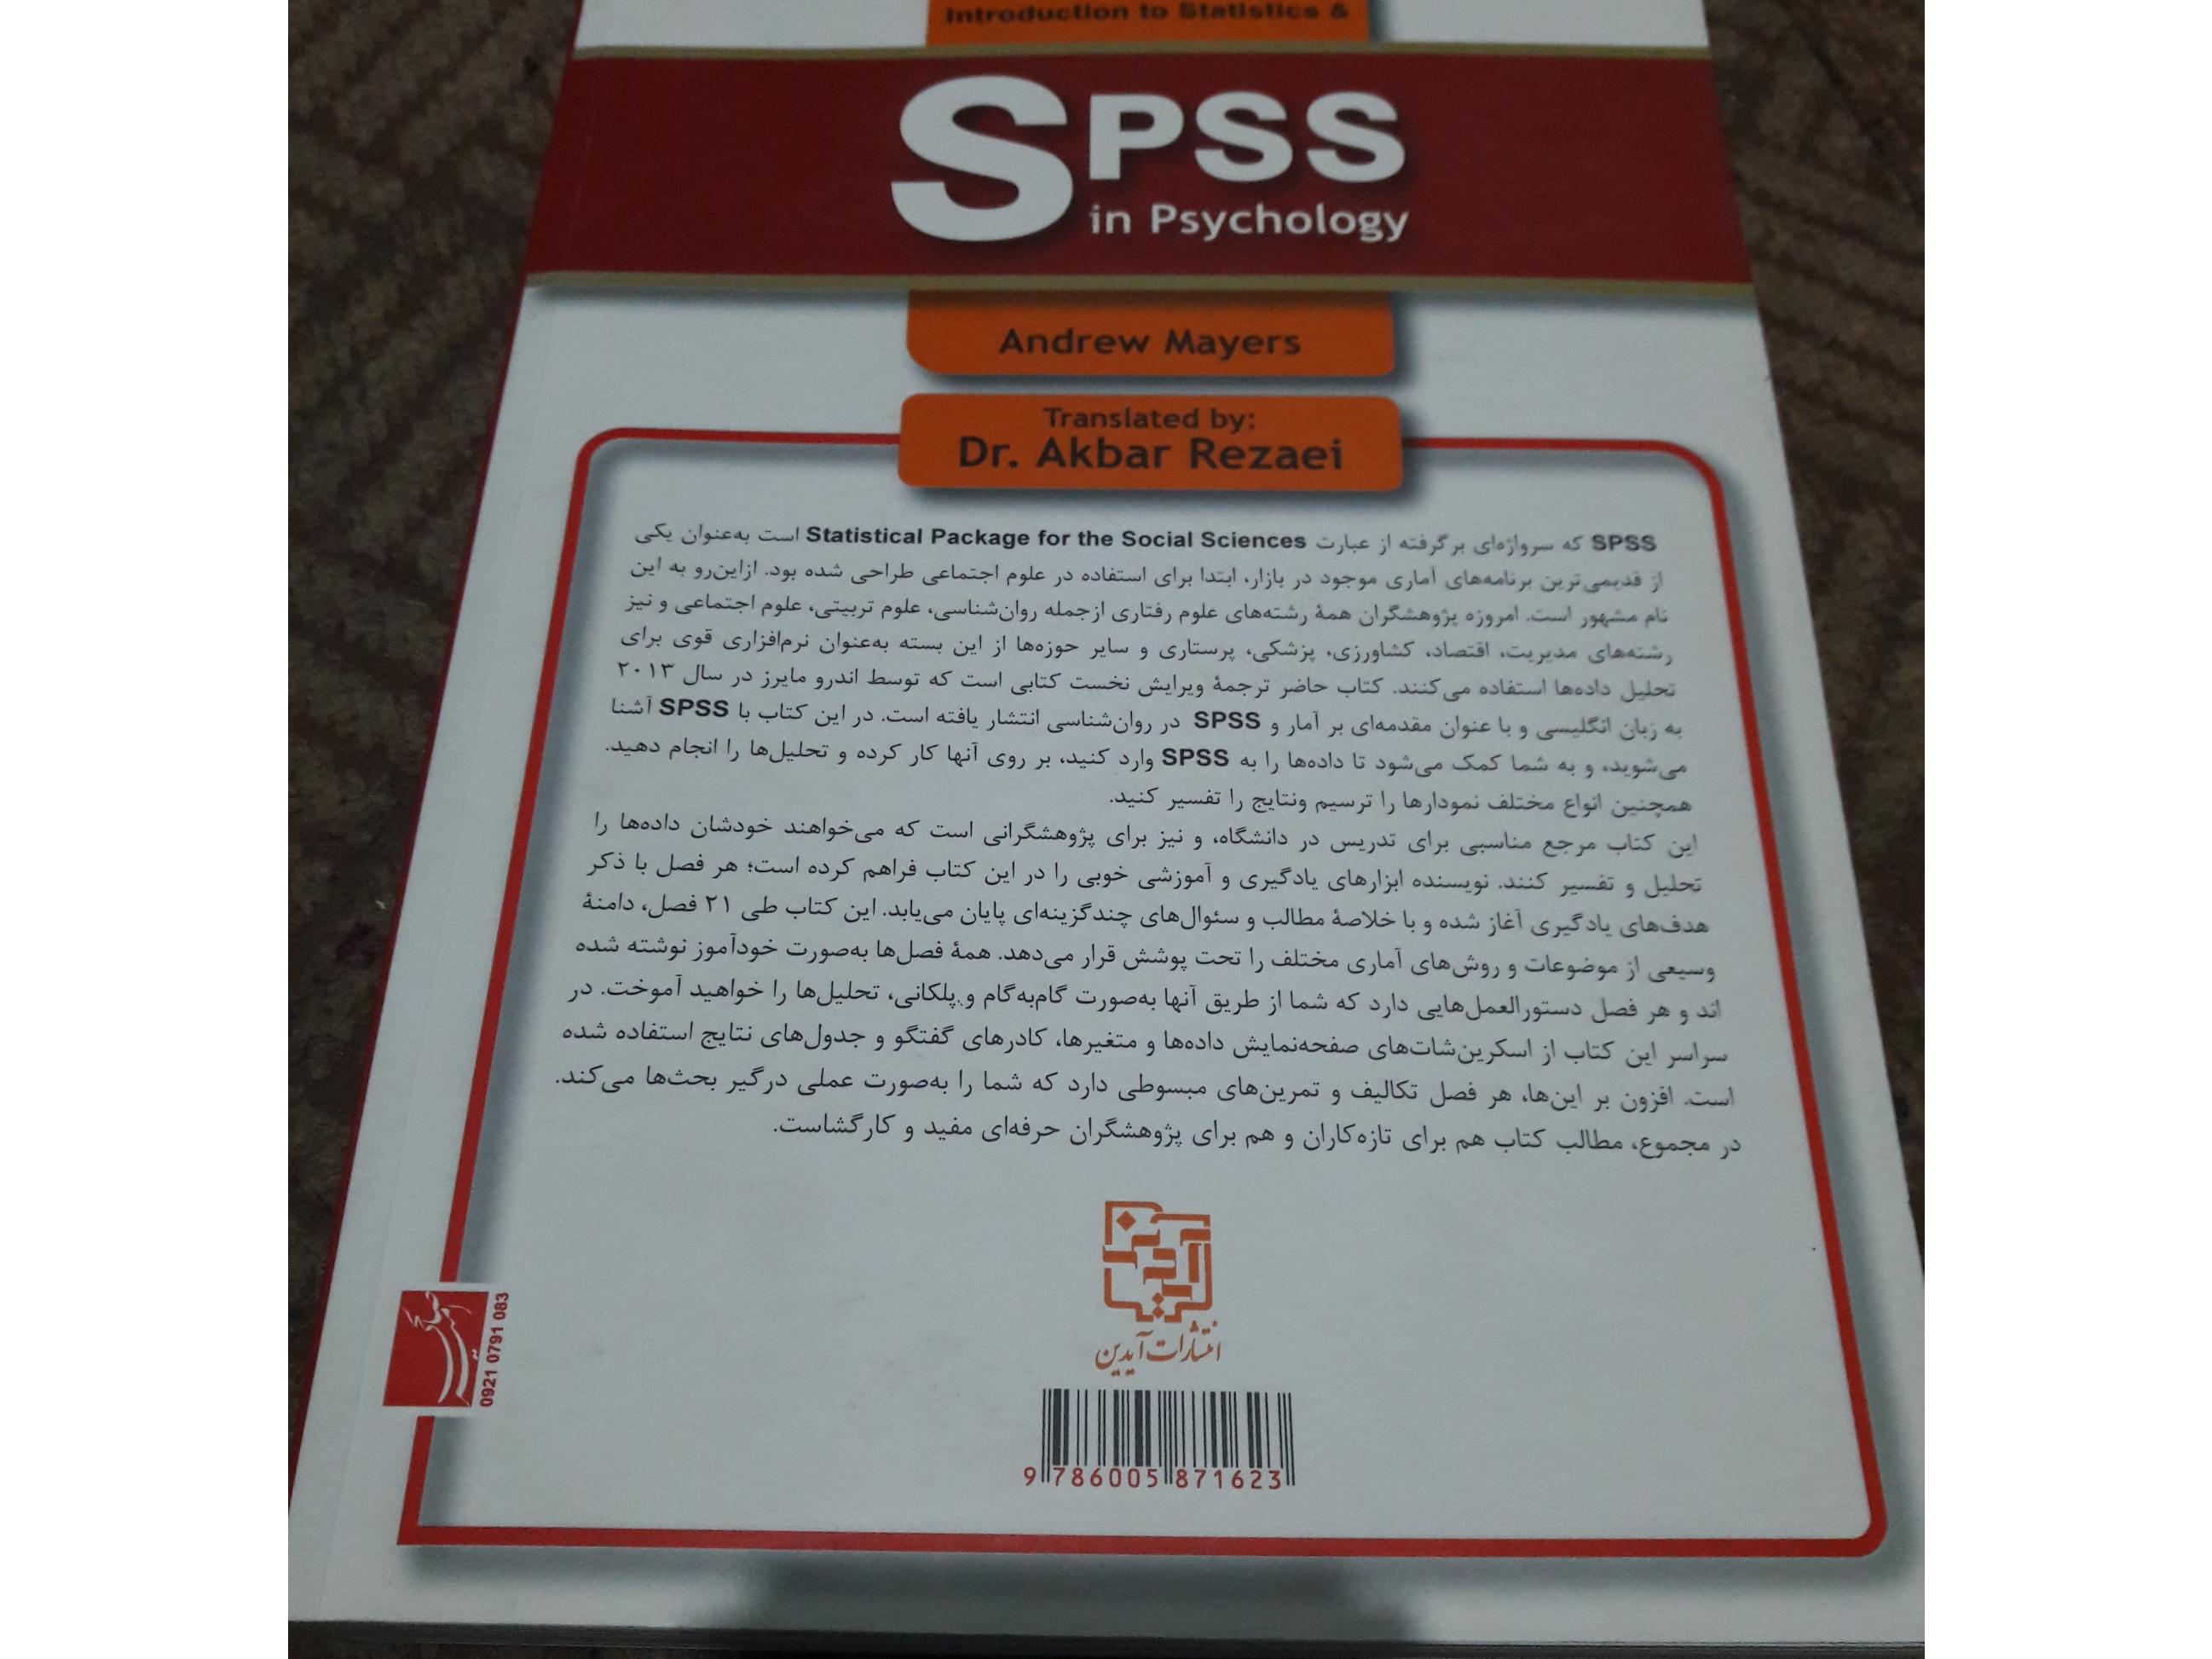 Introduction to Statistics &
SPSS
in Psychology
Andrew Mayers
Translated by:
Dr. Akbar Rezaei
SPSS که سرواژه‌ای برگرفته از عبارت Statistical Package for the Social Sciences است به‌عنوان یکی
از قدیمی‌ترین برنامه‌های آماری موجود در بازار، ابتدا برای استفاده در علوم اجتماعی طراحی شده بود. ازاین‌رو به این
نام مشهور است. امروزه پژوهشگران همهٔ رشته‌های علوم رفتاری ازجمله روان‌شناسی، علوم تربیتی، علوم اجتماعی و نیز
رشته‌های مدیریت، اقتصاد، کشاورزی، پزشکی، پرستاری و سایر حوزه‌ها از این بسته به‌عنوان نرم‌افزاری قوی برای
تحلیل داده‌ها استفاده می‌کنند. کتاب حاضر ترجمهٔ ویرایش نخست کتابی است که توسط اندرو مایرز در سال ۲۰۱۳
به زبان انگلیسی و با عنوان مقدمه‌ای بر آمار و SPSS در روان‌شناسی انتشار یافته است. در این کتاب با SPSS آشنا
می‌شوید، و به شما کمک می‌شود تا داده‌ها را به SPSS وارد کنید، بر روی آنها کار کرده و تحلیل‌ها را انجام دهید.
همچنین انواع مختلف نمودارها را ترسیم ونتایج را تفسیر کنید.
این کتاب مرجع مناسبی برای تدریس در دانشگاه، و نیز برای پژوهشگرانی است که می‌خواهند خودشان داده‌ها را
تحلیل و تفسیر کنند. نویسنده ابزارهای یادگیری و آموزشی خوبی را در این کتاب فراهم کرده است؛ هر فصل با ذکر
هدف‌های یادگیری آغاز شده و با خلاصهٔ مطالب و سئوال‌های چندگزینه‌ای پایان می‌یابد. این کتاب طی ۲۱ فصل، دامنهٔ
وسیعی از موضوعات و روش‌های آماری مختلف را تحت پوشش قرار می‌دهد. همهٔ فصل‌ها به‌صورت خودآموز نوشته شده
اند و هر فصل دستورالعمل‌هایی دارد که شما از طریق آنها به‌صورت گام‌به‌گام و پلکانی، تحلیل‌ها را خواهید آموخت. در
سراسر این کتاب از اسکرین‌شات‌های صفحه‌نمایش داده‌ها و متغیرها، کادرهای گفتگو و جدول‌های نتایج استفاده شده
است. افزون بر این‌ها، هر فصل تکالیف و تمرین‌های مبسوطی دارد که شما را به‌صورت عملی درگیر بحث‌ها می‌کند.
در مجموع، مطالب کتاب هم برای تازه‌کاران و هم برای پژوهشگران حرفه‌ای مفید و کارگشاست.
آیدین
انتشارات آیدین
0921 0791 083
9 786005 871623